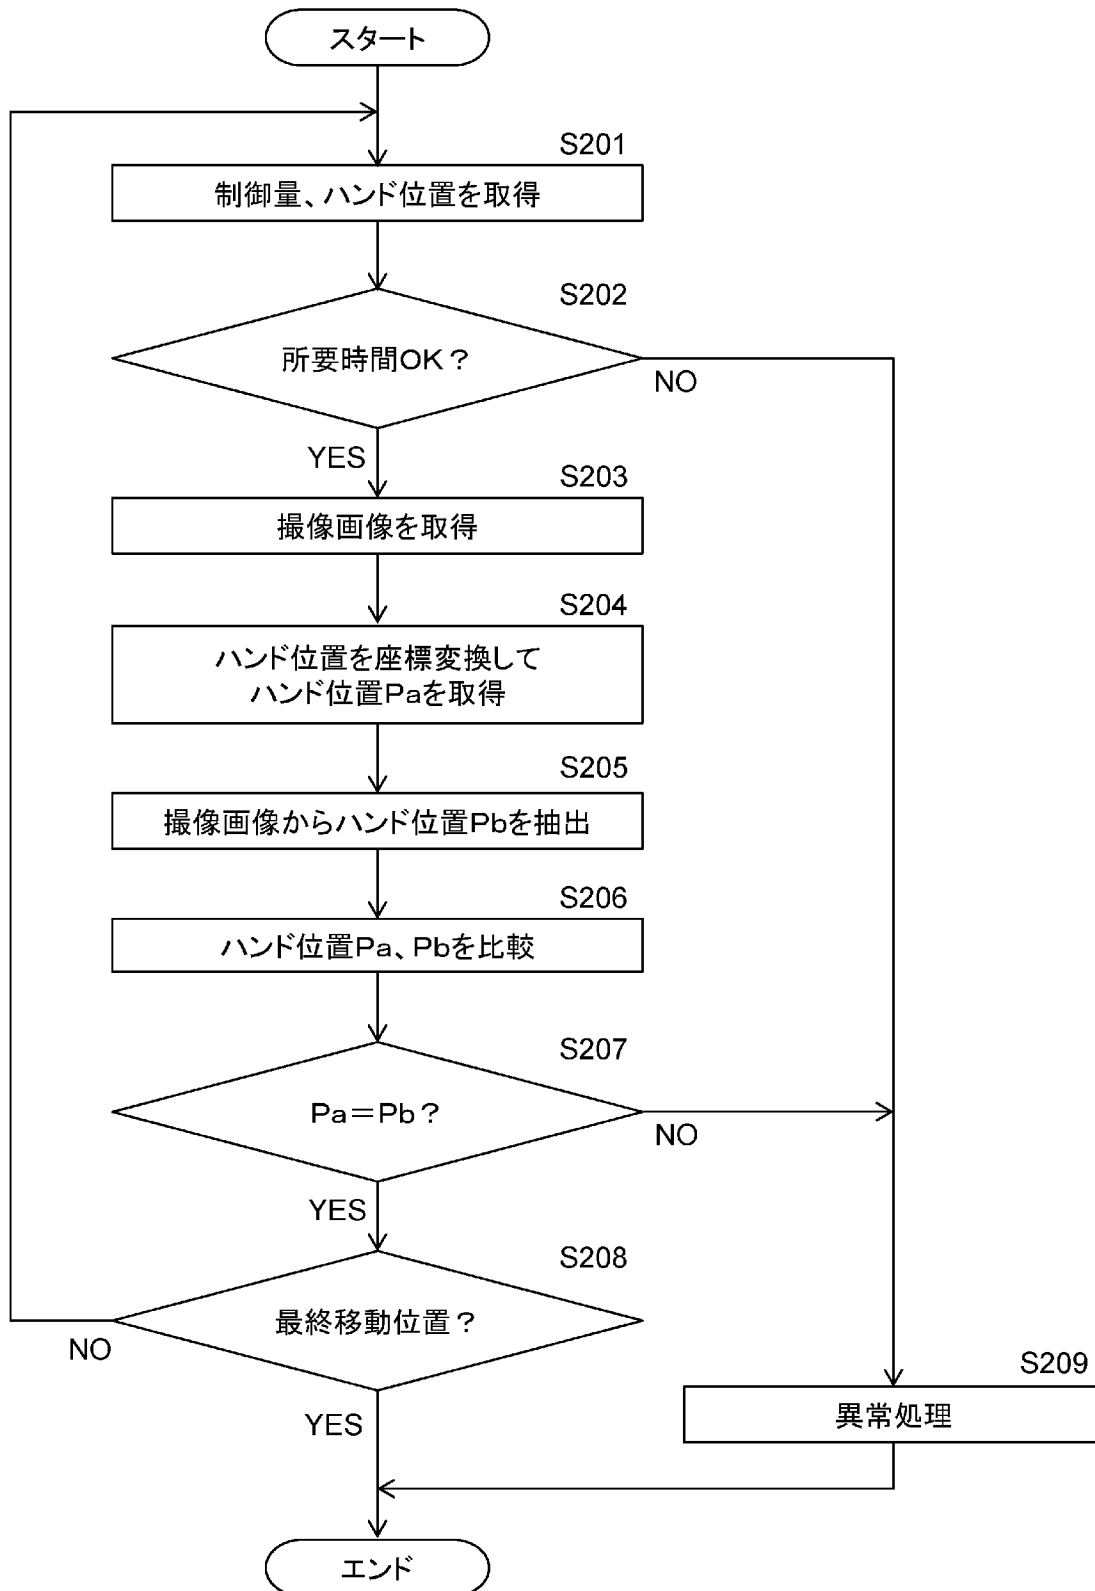 スタート
S201
制御量、ハンド位置を取得
S202
所要時間OK?
NO
YES
S203
撮像画像を取得
S204
ハンド位置を座標変換して
ハンド位置Paを取得
S205
撮像画像からハンド位置Pbを抽出
S206
ハンド位置Pa、Pbを比較
S207
Pa=Pb?
NO
YES
S208
最終移動位置?
NO
YES
S209
異常処理
エンド